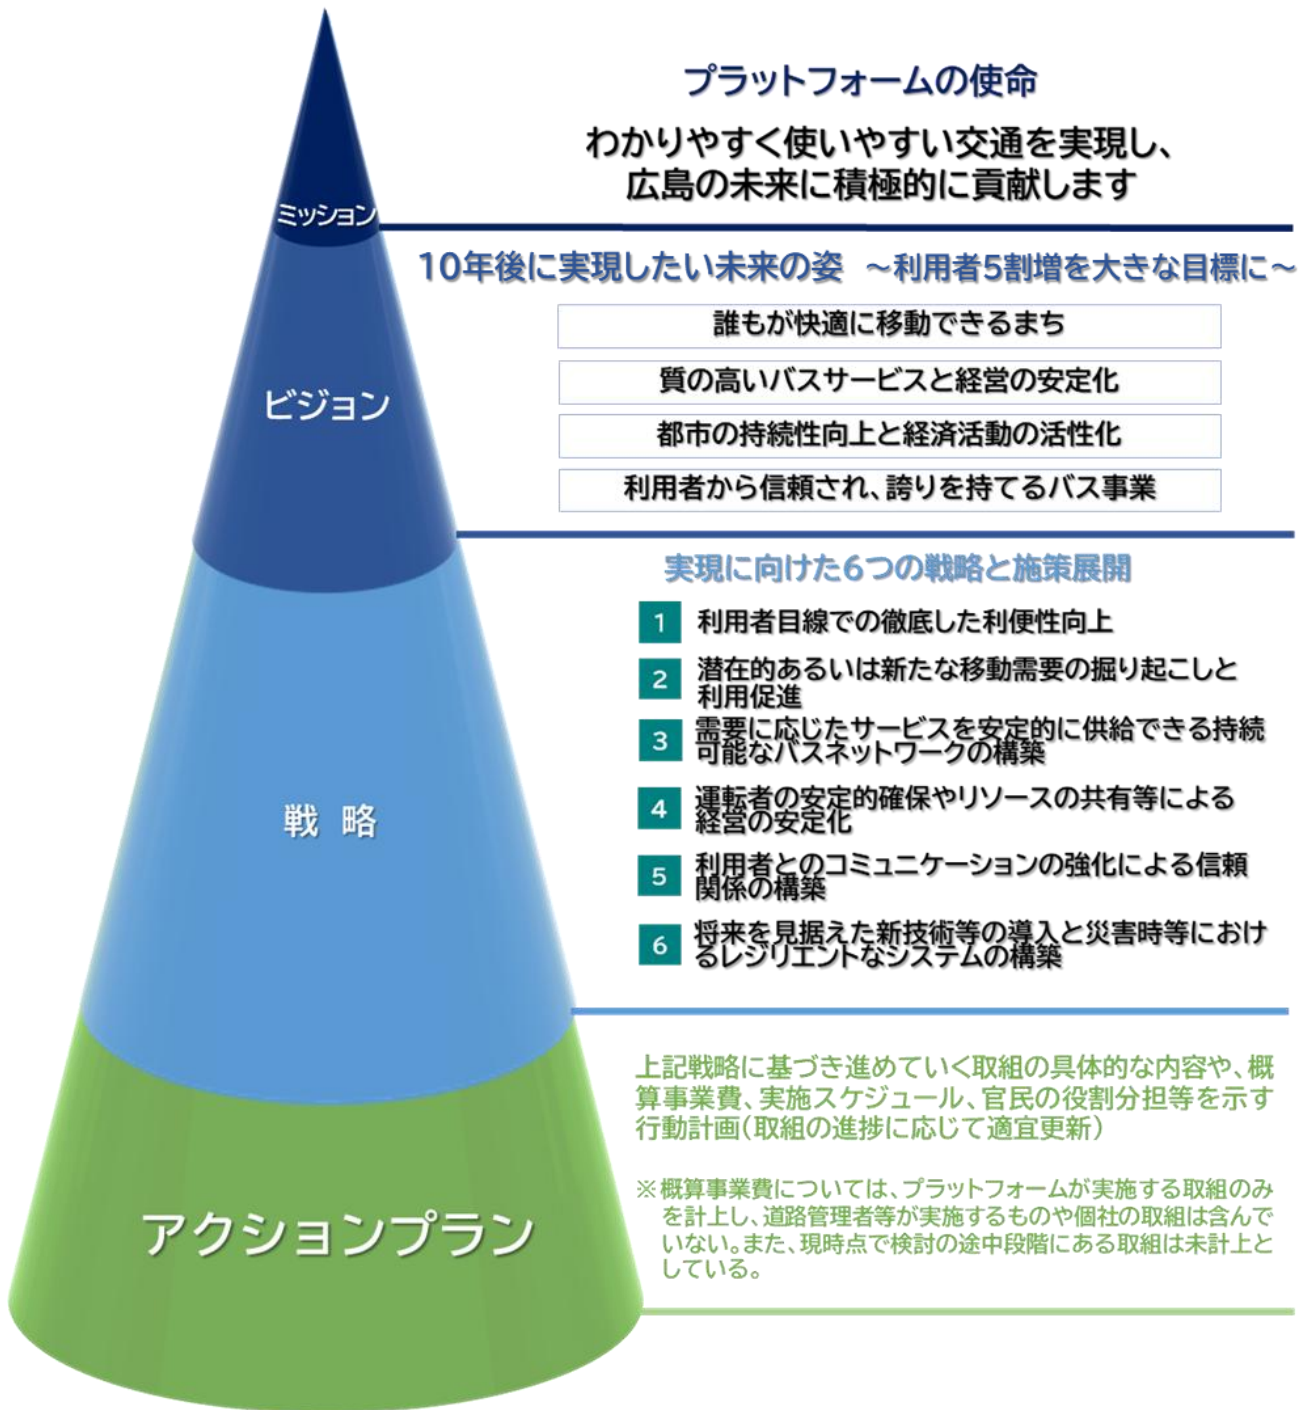 プラットフォームの使命
わかりやすく使いやすい交通を実現し、
広島の未来に積極的に貢献します
ミッション
10年後に実現したい未来の姿 ～利用者5割増を大きな目標に～
誰もが快適に移動できるまち
質の高いバスサービスと経営の安定化
ビジョン
都市の持続性向上と経済活動の活性化
利用者から信頼され、誇りを持てるバス事業
実現に向けた6つの戦略と施策展開
1 利用者目線での徹底した利便性向上
2 潜在的あるいは新たな移動需要の掘り起こしと
利用促進
3 需要に応じたサービスを安定的に供給できる持続
可能なバスネットワークの構築
戦 略
4 運転者の安定的確保やリソースの共有等による
経営の安定化
5 利用者とのコミュニケーションの強化による信頼
関係の構築
6 将来を見据えた新技術等の導入と災害時等におけ
るレジリエントなシステムの構築
上記戦略に基づき進めていく取組の具体的な内容や、概
算事業費、実施スケジュール、官民の役割分担等を示す
行動計画(取組の進捗に応じて適宜更新)
アクションプラン
※概算事業費については、プラットフォームが実施する取組のみ
を計上し、道路管理者等が実施するものや個社の取組は含んで
いない。また、現時点で検討の途中段階にある取組は未計上と
している。